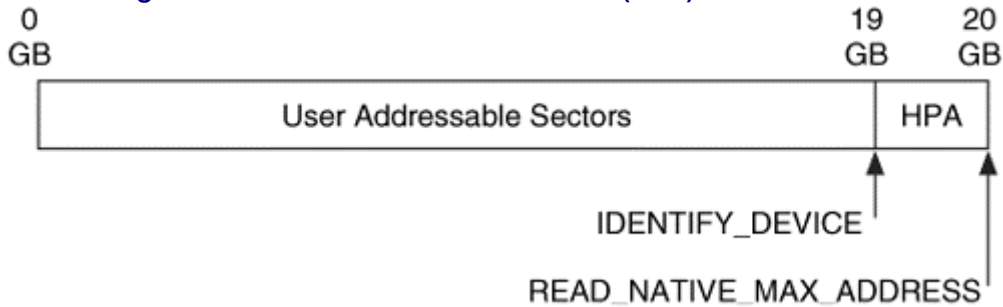 0 19 20
GB GB GB
User Addressable Sectors HPA
IDENTIFY_DEVICE
READ_NATIVE_MAX_ADDRESS